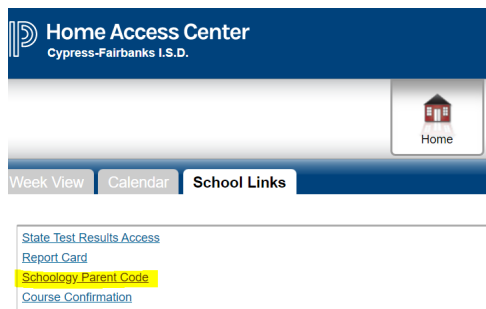 Home Access Center
Cypress-Fairbanks I.S.D.
Home
Week View Calendar School Links
State Test Results Access
Report Card
Schoology Parent Code
Course Confirmation